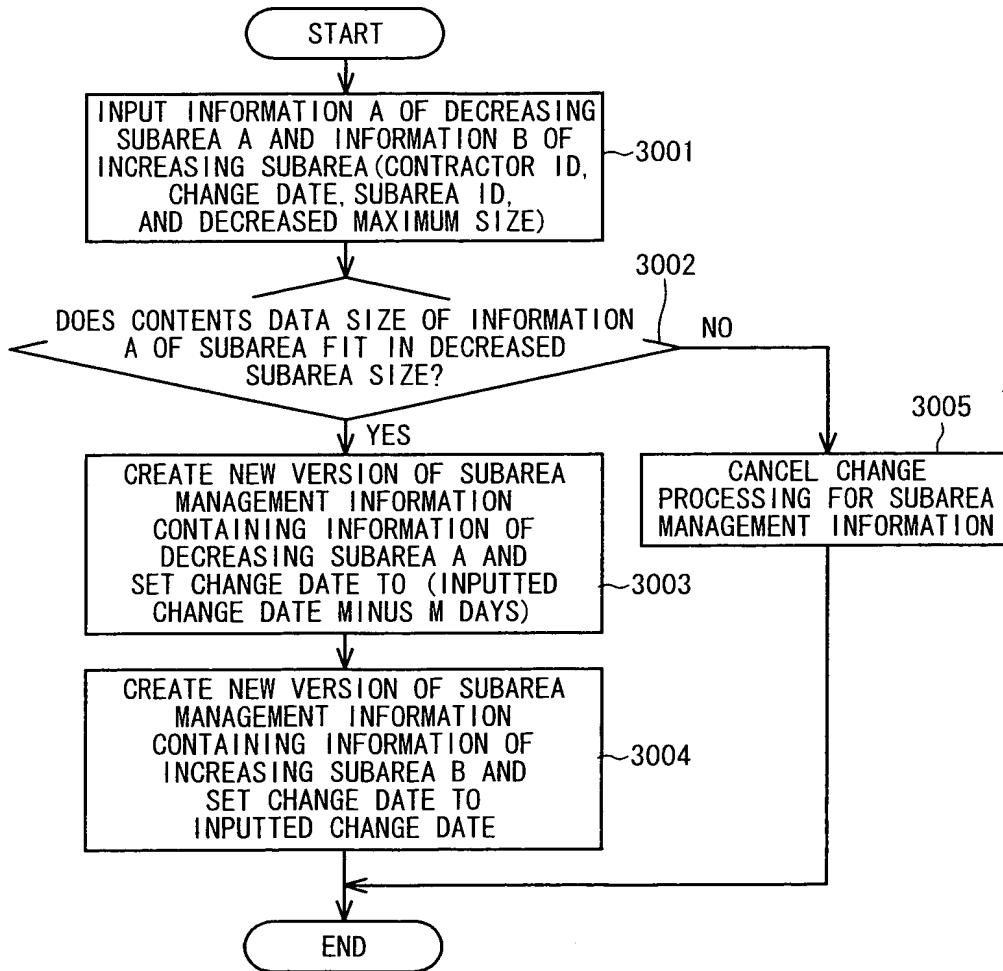 START
INPUT INFORMATION A OF DECREASING
SUBAREA A AND INFORMATION B OF
INCREASING SUBAREA(CONTRACTOR ID,
CHANGE DATE, SUBAREA ID,
AND DECREASED MAXIMUM SIZE)
3001
3002
DOES CONTENTS DATA SIZE OF INFORMATION
A OF SUBAREA FIT IN DECREASED
SUBAREA SIZE?
NO
YES
3005
CANCEL CHANGE
PROCESSING FOR SUBAREA
MANAGEMENT INFORMATION
CREATE NEW VERSION OF SUBAREA
MANAGEMENT INFORMATION
CONTAINING INFORMATION OF
DECREASING SUBAREA A AND
SET CHANGE DATE TO (INPUTTED
CHANGE DATE MINUS M DAYS)
3003
CREATE NEW VERSION OF SUBAREA
MANAGEMENT INFORMATION
CONTAINING INFORMATION OF
INCREASING SUBAREA B AND
SET CHANGE DATE TO
INPUTTED CHANGE DATE
3004
END